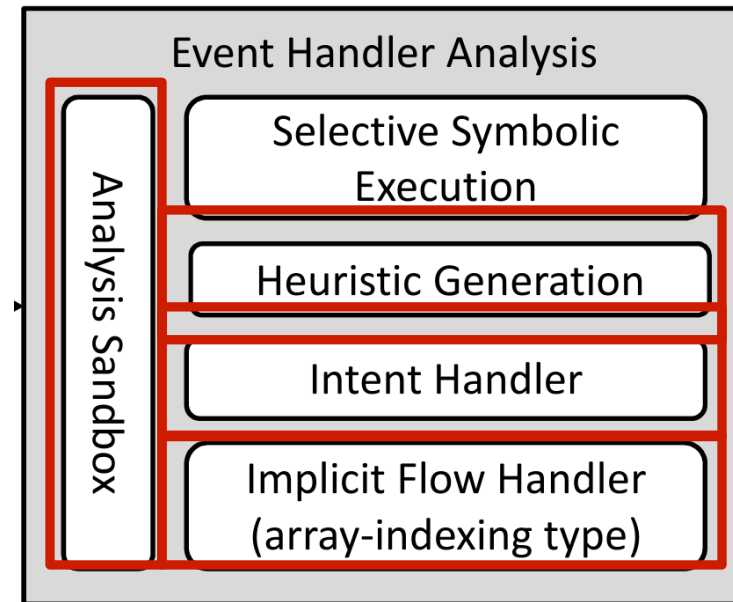 Event Handler Analysis
Analysis Sandbox
Selective Symbolic
Execution
Heuristic Generation
Intent Handler
Implicit Flow Handler
(array-indexing type)